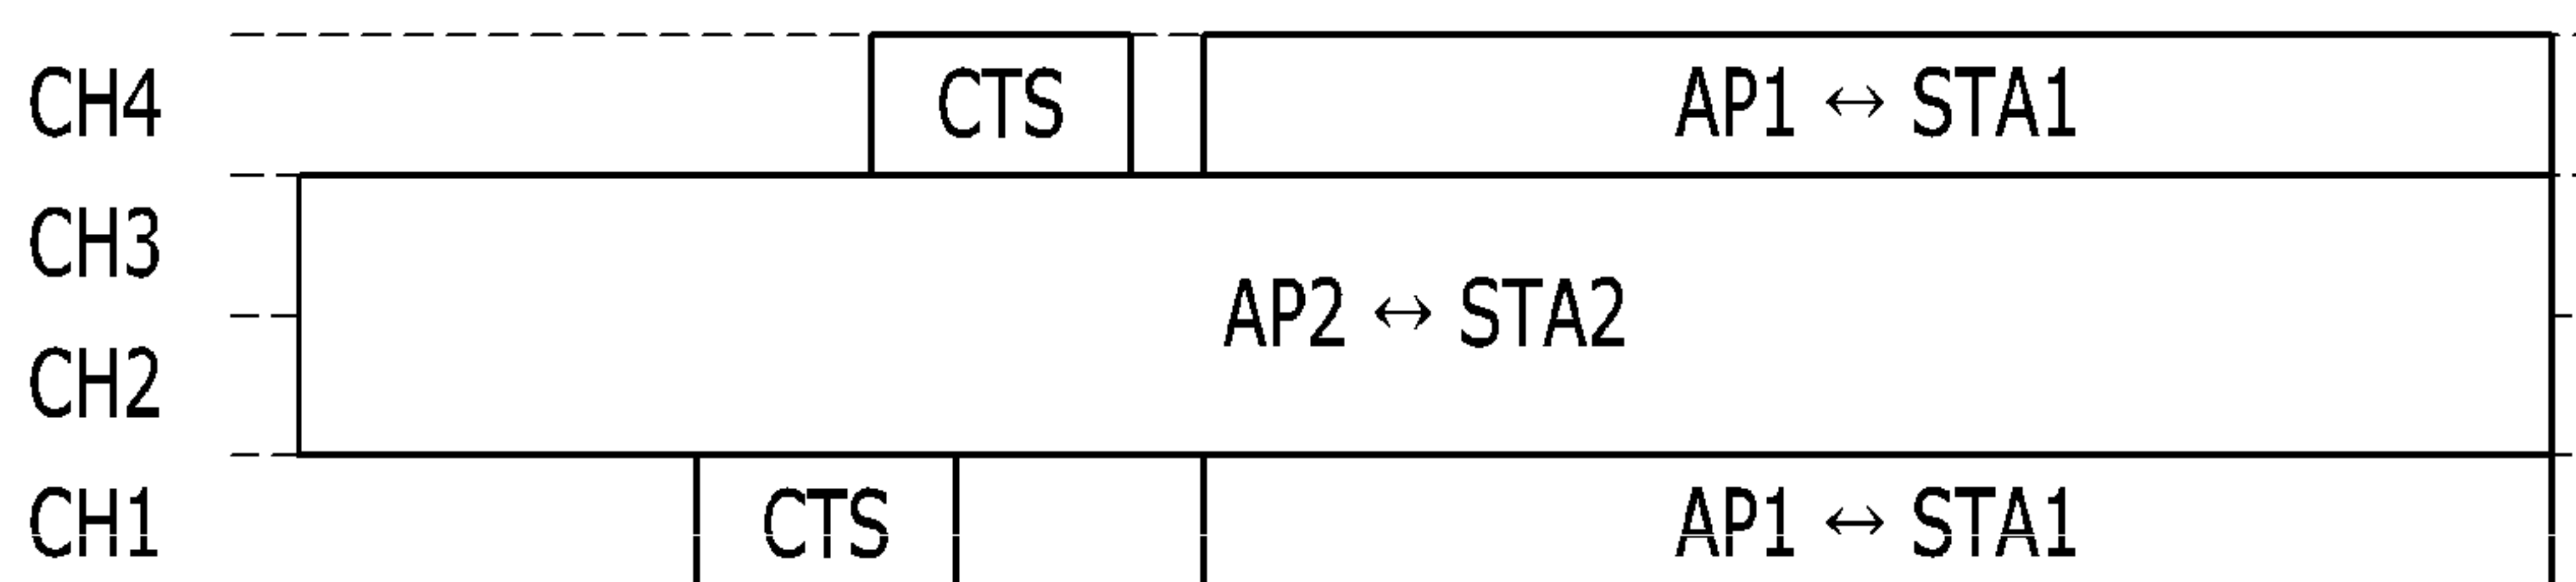 CH4 CTS AP1 ↔ STA1
CH3
AP2 ↔ STA2
CH2
CH1 CTS AP1 ↔ STA1